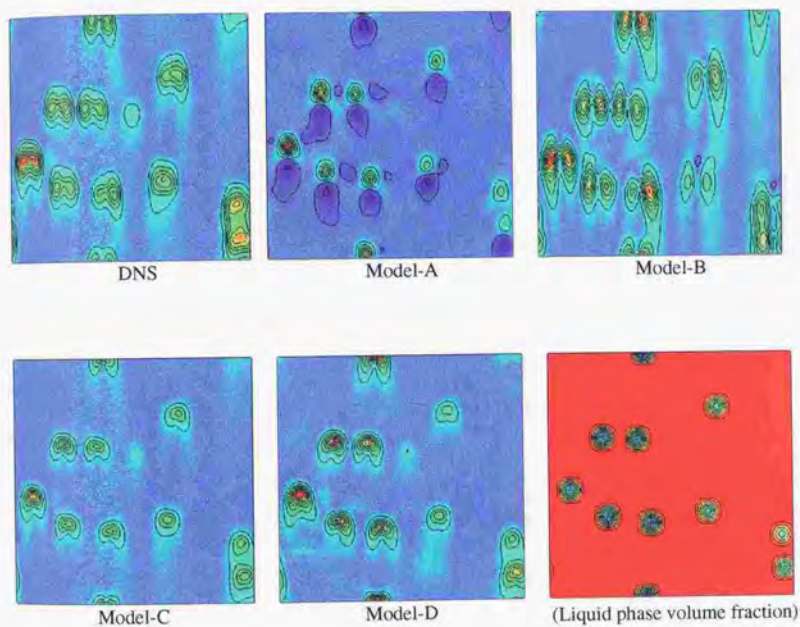 DNS
Model-A
Model-B
Model-C
Model-D
(Liquid phase volume fraction)